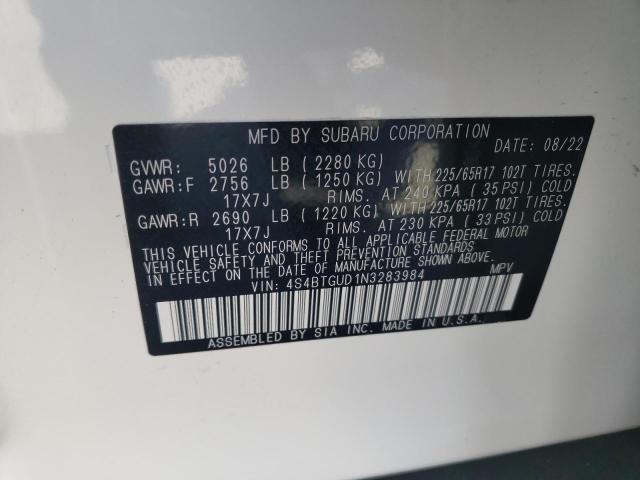 MFD BY SUBARU CORPORATION DATE: 08/22
GVWR: 5026 LB (2280 KG)
GAWR:F 2756 LB (1250 KG) WITH 225/65R17 102T TIRES.
17X7J RIMS. AT 240 KPA (35 PSI) COLD
GAWR:R 2690 LB (1220 KG) WITH 225/65R17 102T TIRES.
17X7J RIMS. AT 230 KPA (33 PSI) COLD
THIS VEHICLE CONFORMS TO ALL APPLICABLE FEDERAL MOTOR
VEHICLE SAFETY, BUMPER, AND THEFT PREVENTION STANDARDS
IN EFFECT ON THE DATE OF MANUFACTURE SHOWN ABOVE.
VIN: 4S4BTGUD1N3283984 MPV
ASSEMBLED BY SIA INC. MADE IN U.S.A.